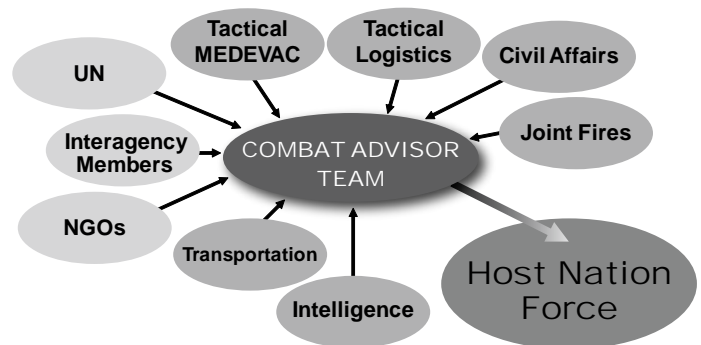 Tactical
MEDEVAC
Tactical
Logistics
Civil Affairs
UN
Joint Fires
Interagency
Members
COMBAT ADVISOR
TEAM
NGOs
Transportation
Intelligence
Host Nation
Force